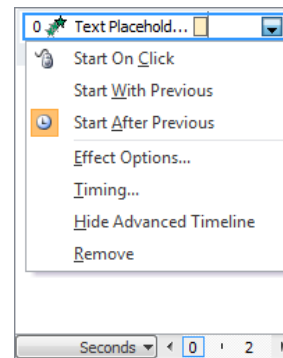 0 Text Placehold...
Start On Click
Start With Previous
Start After Previous
Effect Options...
Timing...
Hide Advanced Timeline
Remove
Seconds 0 2